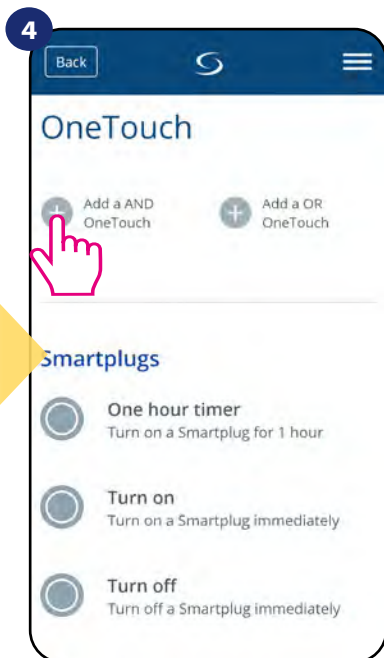 4
Back
OneTouch
Add a AND
OneTouch
Add a OR
OneTouch
Smartplugs
One hour timer
Turn on a Smartplug for 1 hour
Turn on
Turn on a Smartplug immediately
Turn off
Turn off a Smartplug immediately